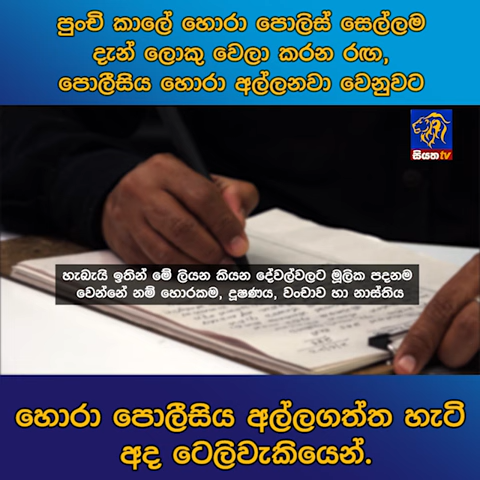 පුංචි කාලේ හොරා පොලිස් සෙල්ලම
දැන් ලොකු වෙලා කරන රඟ,
පොලීසිය හොරා අල්ලනවා වෙනුවට
සියත tv
හැබැයි ඉතින් මේ ලියන කියන දේවල්වලට මූලික පදනම
වෙන්නේ නම් හොරකම, දූෂණය, වංචාව හා නාස්තිය
හොරා පොලීසිය අල්ලගත්ත හැටි
අද ටෙලිවැකියෙන්.